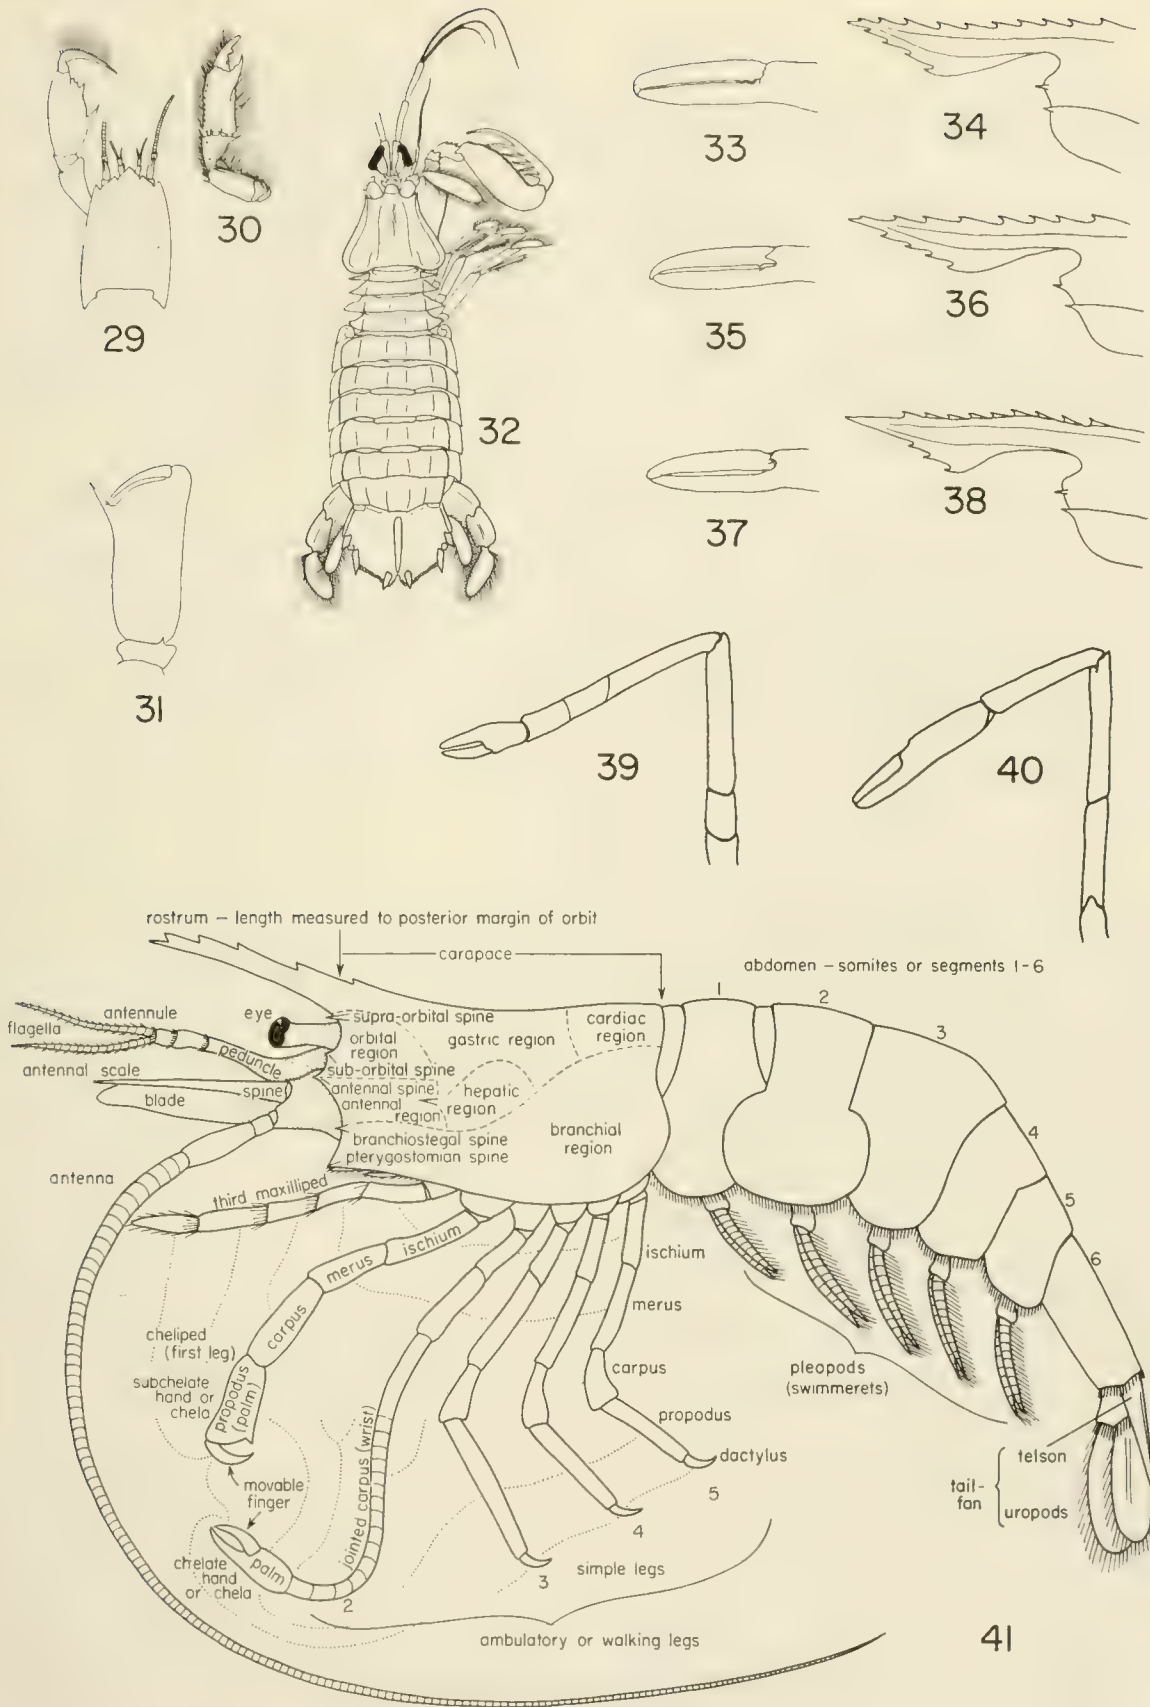 30
29
32
31
33
34
35
36
37
38
39
40
rostrum – length measured to posterior margin of orbit
carapace
abdomen – somites or segments 1-6
1
2
3
4
5
6
flagella
antennule
eye
peduncle
antennal scale
blade
spine
supra-orbital spine
orbital
region
gastric region
cardiac
region
sub-orbital spine
antennal spine
antennal
region
hepatic
region
branchiostegal spine
pterygostomian spine
branchial
region
antenna
third maxilliped
ischium
merus
carpus
propodus
(palm)
cheliped
(first leg)
subchelate
hand or
chela
movable
finger
chelate
hand
or chela
palm
jointed carpus (wrist)
2
ischium
merus
carpus
propodus
dactylus
5
4
3
simple legs
ambulatory or walking legs
pleopods
(swimmerets)
tail-
fan
telson
uropods
41